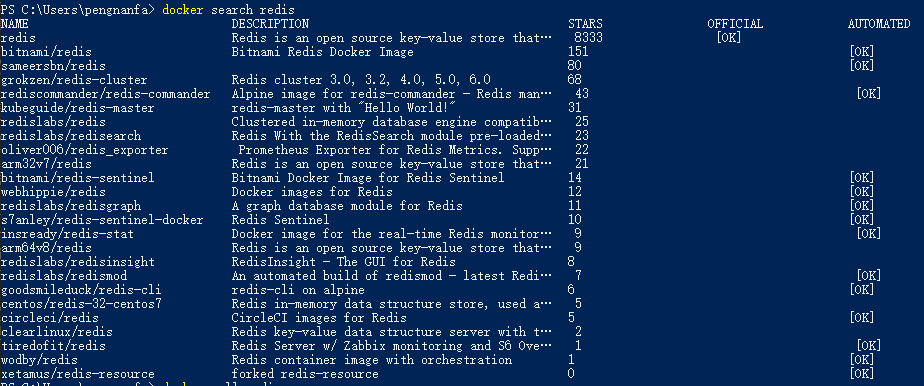 PS C:\Users\pengnanfa> docker search redis
NAME DESCRIPTION STARS OFFICIAL AUTOMATED
redis Redis is an open source key-value store that… 8333 [OK]
bitnami/redis Bitnami Redis Docker Image 151 [OK]
sameersbn/redis 80 [OK]
grokzen/redis-cluster Redis cluster 3.0, 3.2, 4.0, 5.0, 6.0 68
rediscommander/redis-commander Alpine image for redis-commander - Redis man… 43 [OK]
kubeguide/redis-master redis-master with "Hello World!" 31
redislabs/redis Clustered in-memory database engine compatib… 25
redislabs/redisearch Redis With the RedisSearch module pre-loaded… 23
oliver006/redis_exporter Prometheus Exporter for Redis Metrics. Supp… 22
arm32v7/redis Redis is an open source key-value store that… 21
bitnami/redis-sentinel Bitnami Docker Image for Redis Sentinel 14 [OK]
webhippie/redis Docker images for Redis 12 [OK]
redislabs/redisgraph A graph database module for Redis 11 [OK]
s7anley/redis-sentinel-docker Redis Sentinel 10 [OK]
insready/redis-stat Docker image for the real-time Redis monitor… 9 [OK]
arm64v8/redis Redis is an open source key-value store that… 9
redislabs/redisinsight RedisInsight - The GUI for Redis 8
redislabs/redismod An automated build of redismod - latest Redi… 7 [OK]
goodsmileduck/redis-cli redis-cli on alpine 6 [OK]
centos/redis-32-centos7 Redis in-memory data structure store, used a… 5
circleci/redis CircleCI images for Redis 5 [OK]
clearlinux/redis Redis key-value data structure server with t… 2
tiredofit/redis Redis Server w/ Zabbix monitoring and S6 Ove… 1 [OK]
wodby/redis Redis container image with orchestration 1 [OK]
xetamus/redis-resource forked redis-resource 0 [OK]